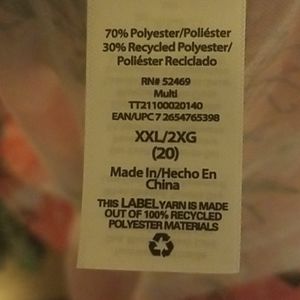 70% Polyester/Poliéster
30% Recycled Polyester/
Poliéster Reciclado
RN# 52469
Multi
TT21100020140
EAN/UPC 7 2654765398
XXL/2XG
(20)
Made In/Hecho En
China
THIS LABEL YARN IS MADE
OUT OF 100% RECYCLED
POLYESTER MATERIALS